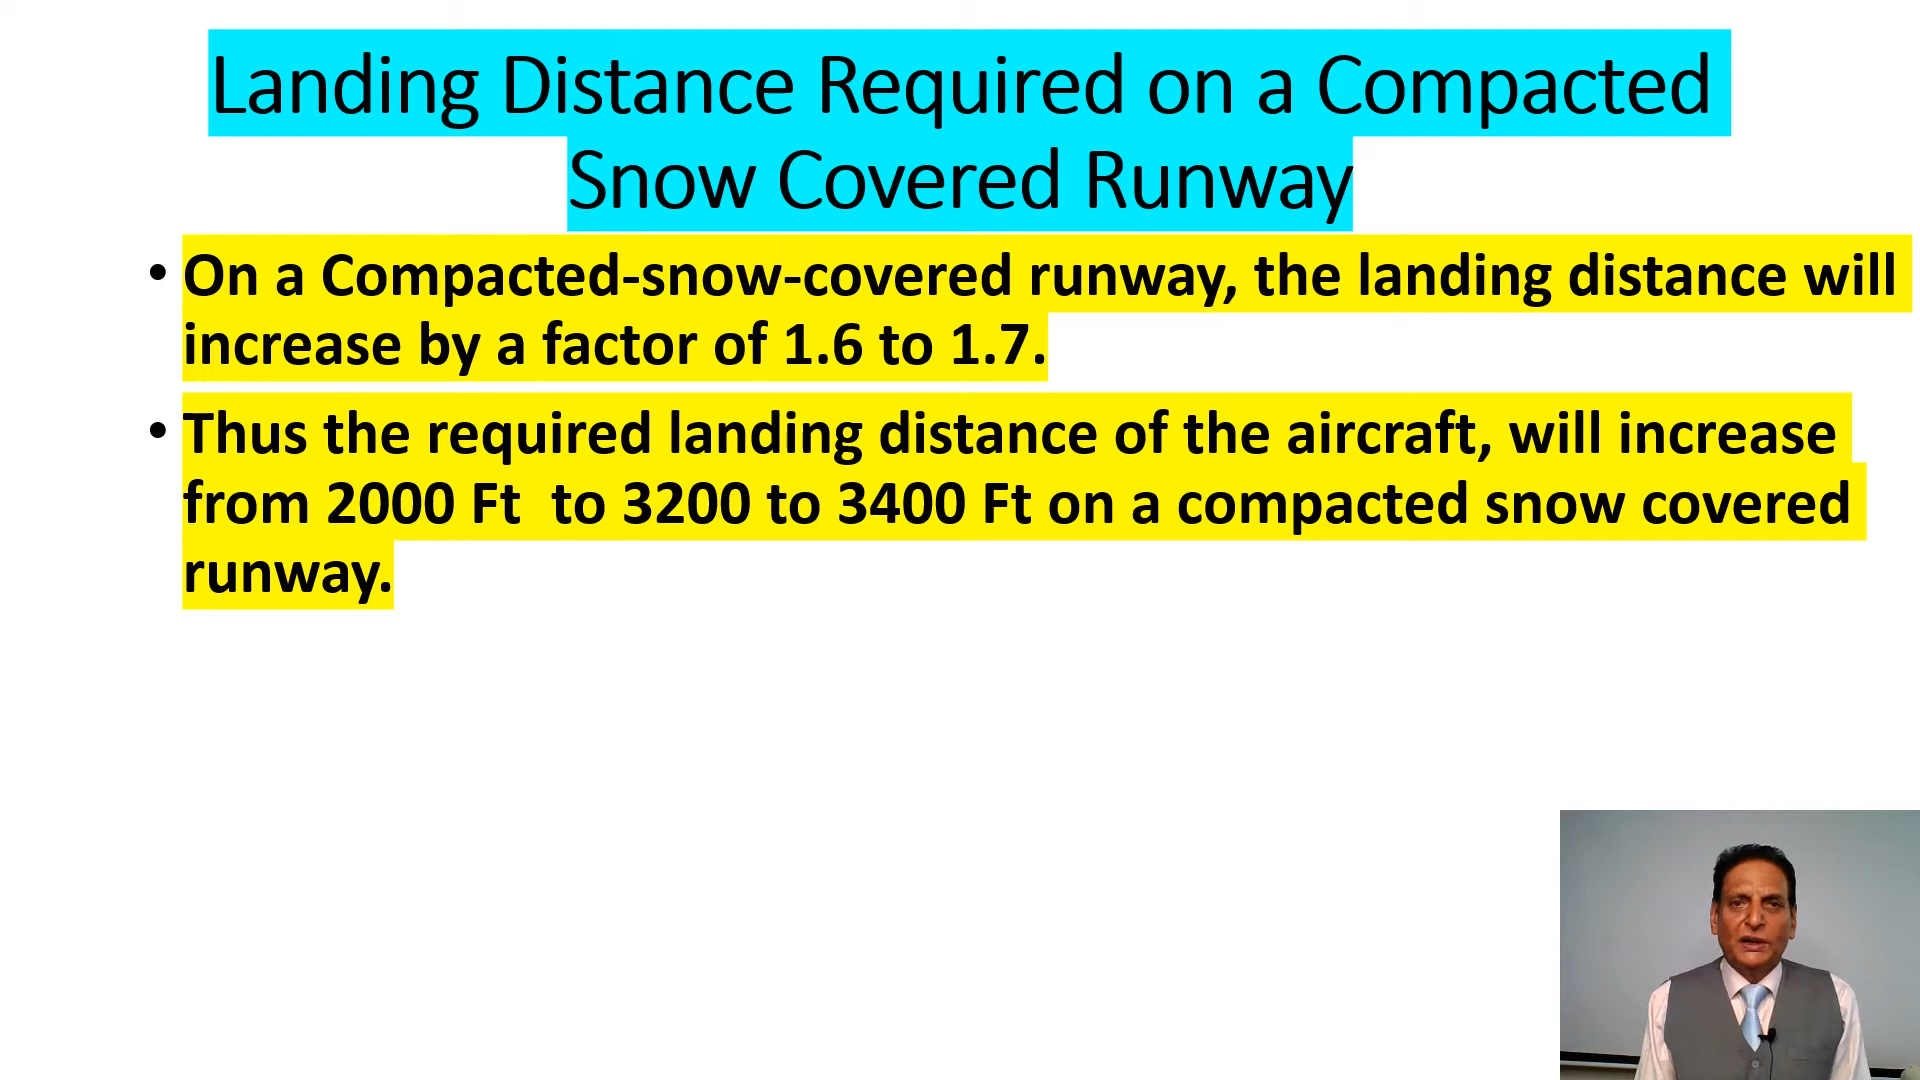 Landing Distance Required on a Compacted
Snow Covered Runway
• On a Compacted-snow-covered runway, the landing distance will
increase by a factor of 1.6 to 1.7.
• Thus the required landing distance of the aircraft, will increase
from 2000 Ft  to 3200 to 3400 Ft on a compacted snow covered
runway.